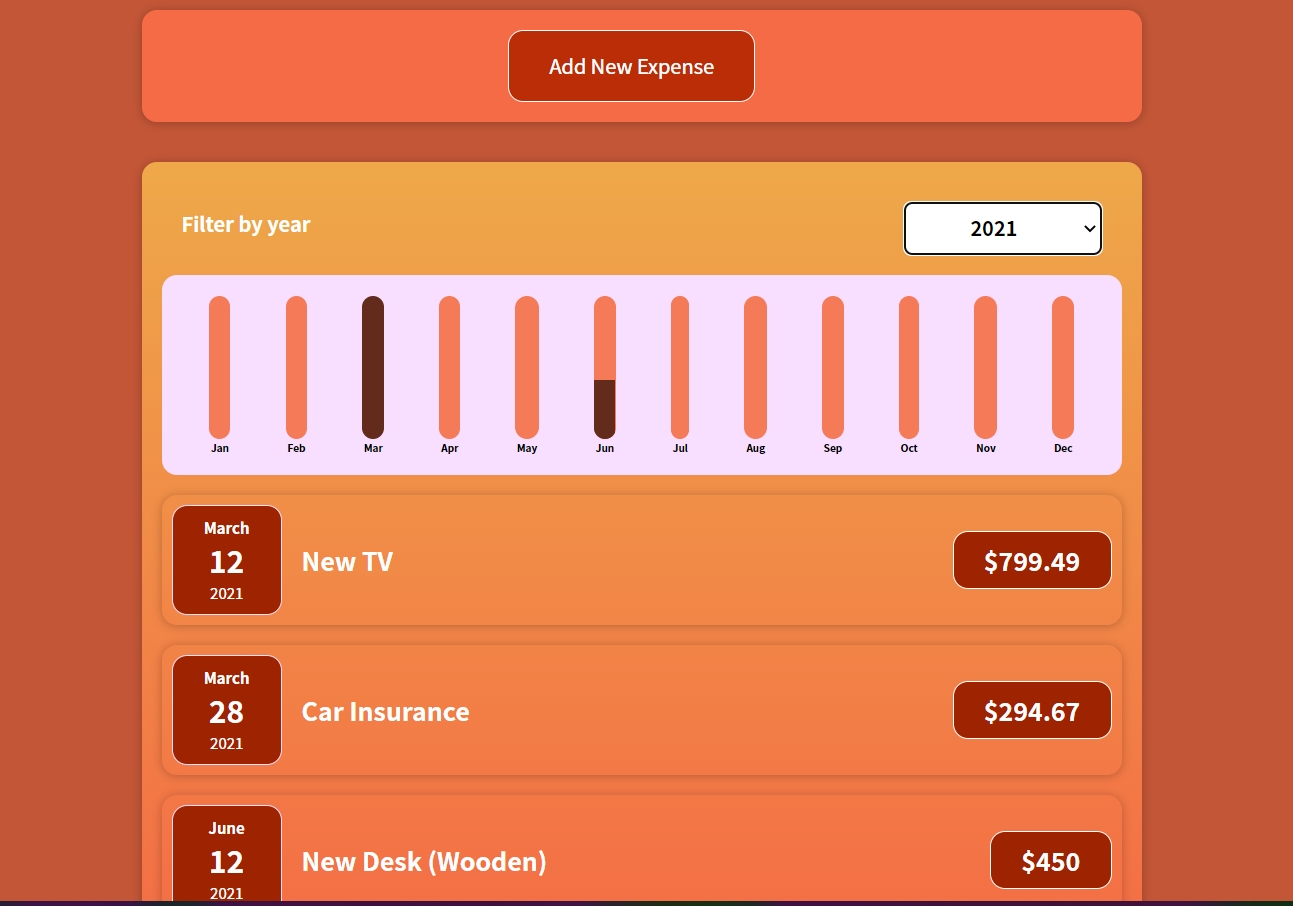 Add New Expense
Filter by year
2021
Jan Feb Mar Apr May Jun Jul Aug Sep Oct Nov Dec
March
12
2021
New TV
$799.49
March
28
2021
Car Insurance
$294.67
June
12
2021
New Desk (Wooden)
$450